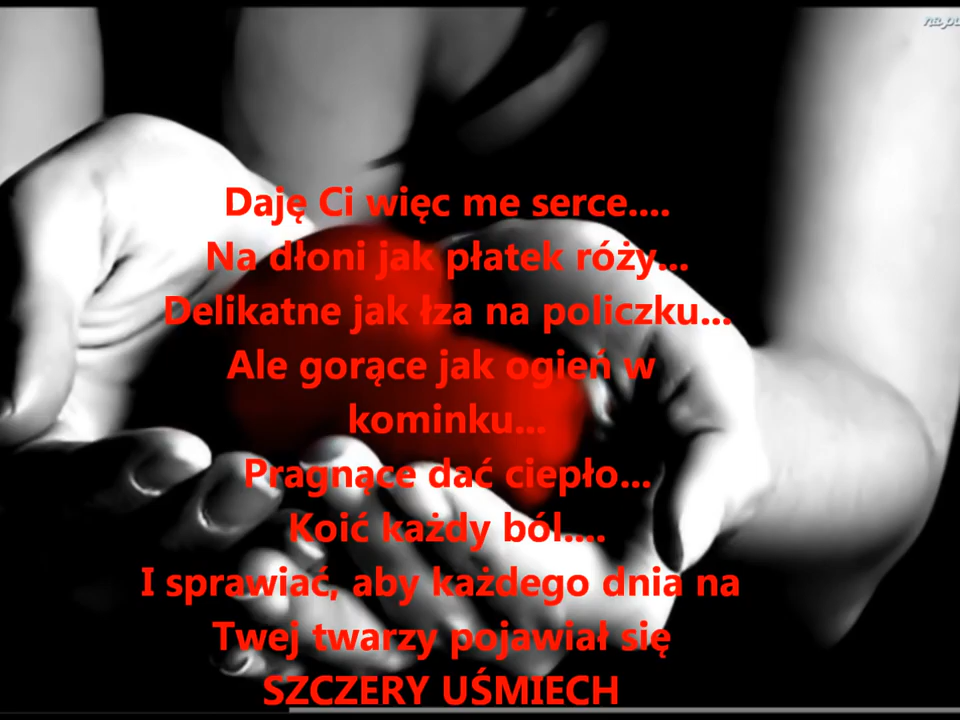 Daję Ci więc me serce....
Na dłoni jak płatek róży...
Delikatne jak łza na policzku...
Ale gorące jak ogień w
kominku...
Pragnące dać ciepło...
Koić każdy ból....
I sprawiać, aby każdego dnia na
Twej twarzy pojawiał się
SZCZERY UŚMIECH